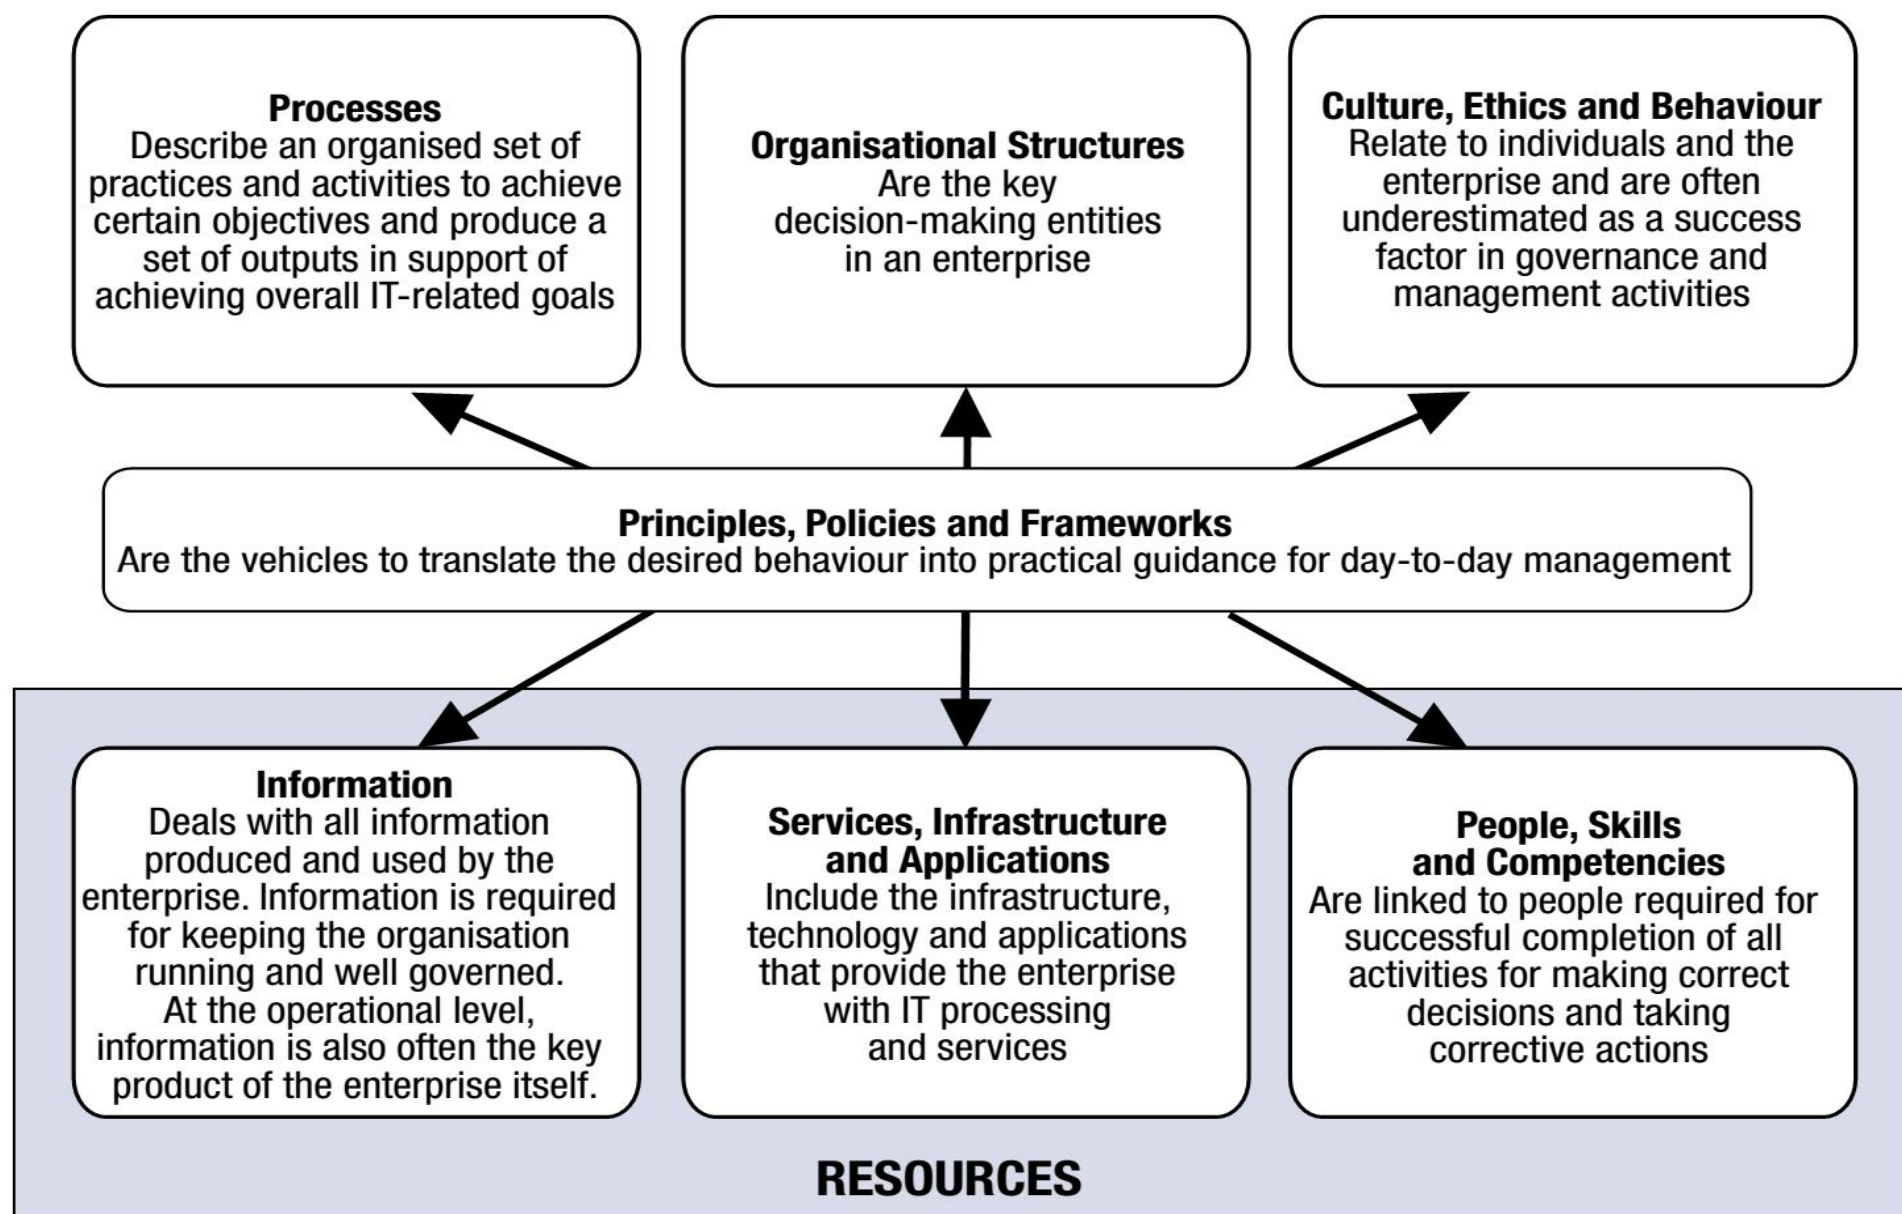 Processes
Describe an organised set of
practices and activities to achieve
certain objectives and produce a
set of outputs in support of
achieving overall IT-related goals
Organisational Structures
Are the key
decision-making entities
in an enterprise
Culture, Ethics and Behaviour
Relate to individuals and the
enterprise and are often
underestimated as a success
factor in governance and
management activities
Principles, Policies and Frameworks
Are the vehicles to translate the desired behaviour into practical guidance for day-to-day management
Information
Deals with all information
produced and used by the
enterprise. Information is required
for keeping the organisation
running and well governed.
At the operational level,
information is also often the key
product of the enterprise itself.
Services, Infrastructure
and Applications
Include the infrastructure,
technology and applications
that provide the enterprise
with IT processing
and services
People, Skills
and Competencies
Are linked to people required for
successful completion of all
activities for making correct
decisions and taking
corrective actions
RESOURCES